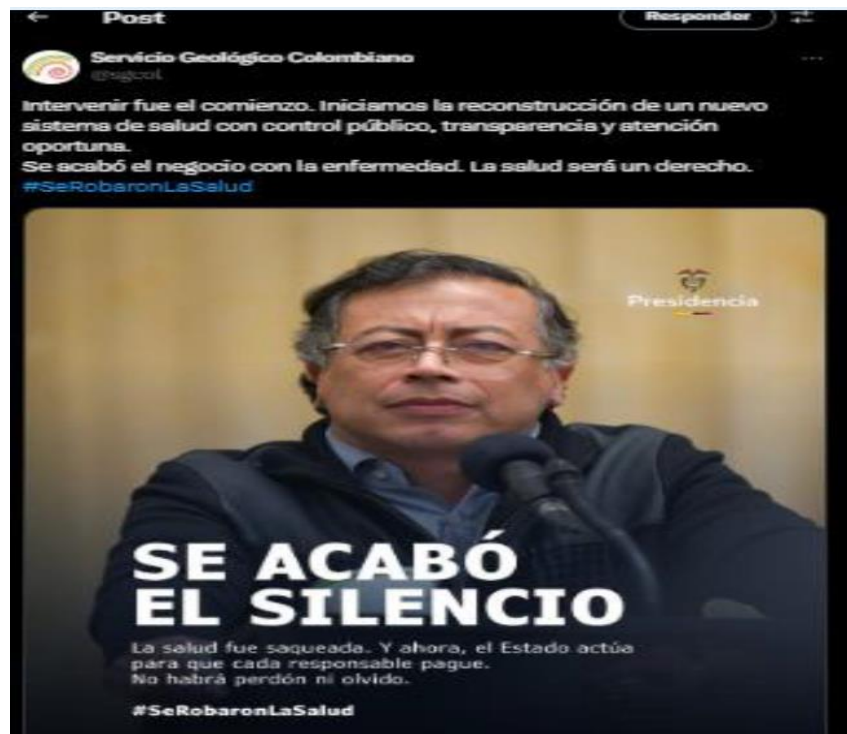 Post
Responder
Servicio Geológico Colombiano
@sgcol
Intervenir fue el comienzo. Iniciamos la reconstrucción de un nuevo
sistema de salud con control público, transparencia y atención
oportuna.
Se acabó el negocio con la enfermedad. La salud será un derecho.
#SeRobaronLaSalud
Presidencia
SE ACABÓ
EL SILENCIO
La salud fue saqueada. Y ahora, el Estado actúa
para que cada responsable pague.
No habrá perdón ni olvido.
#SeRobaronLaSalud